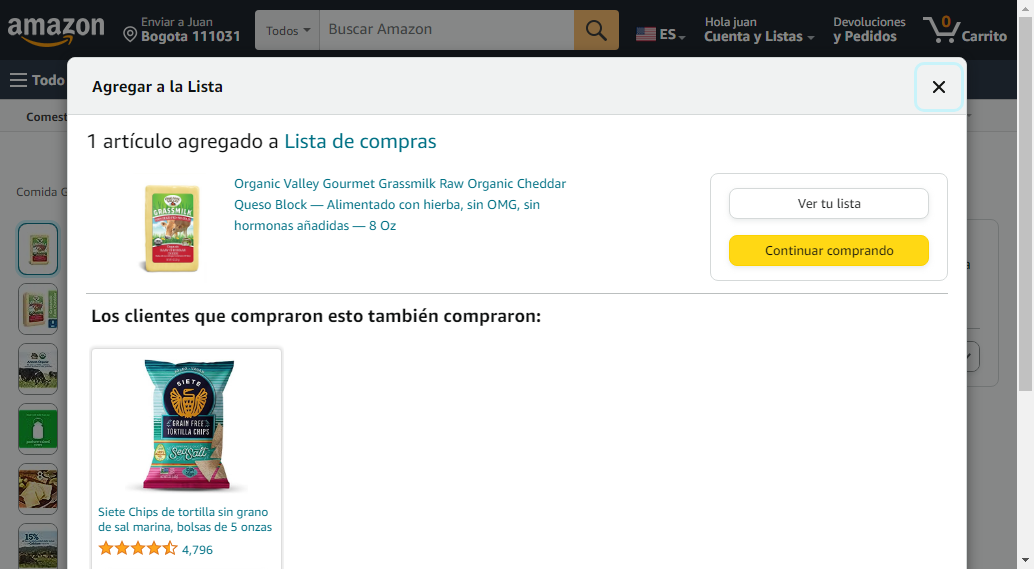 amazon
Enviar a Juan
Bogota 111031
Todos
Buscar Amazon
ES
Hola juan
Cuenta y Listas
Devoluciones
y Pedidos
0
Carrito
Todo
Comest
Agregar a la Lista
1 artículo agregado a Lista de compras
Comida G
Organic Valley Gourmet Grassmilk Raw Organic Cheddar
Queso Block — Alimentado con hierba, sin OMG, sin
hormonas añadidas — 8 Oz
GRASSMILK
Ver tu lista
Continuar comprando
Los clientes que compraron esto también compraron:
SIETE
GRAIN FREE
TORTILLA CHIPS
Sea Salt
Siete Chips de tortilla sin grano
de sal marina, bolsas de 5 onzas
4,796
15%